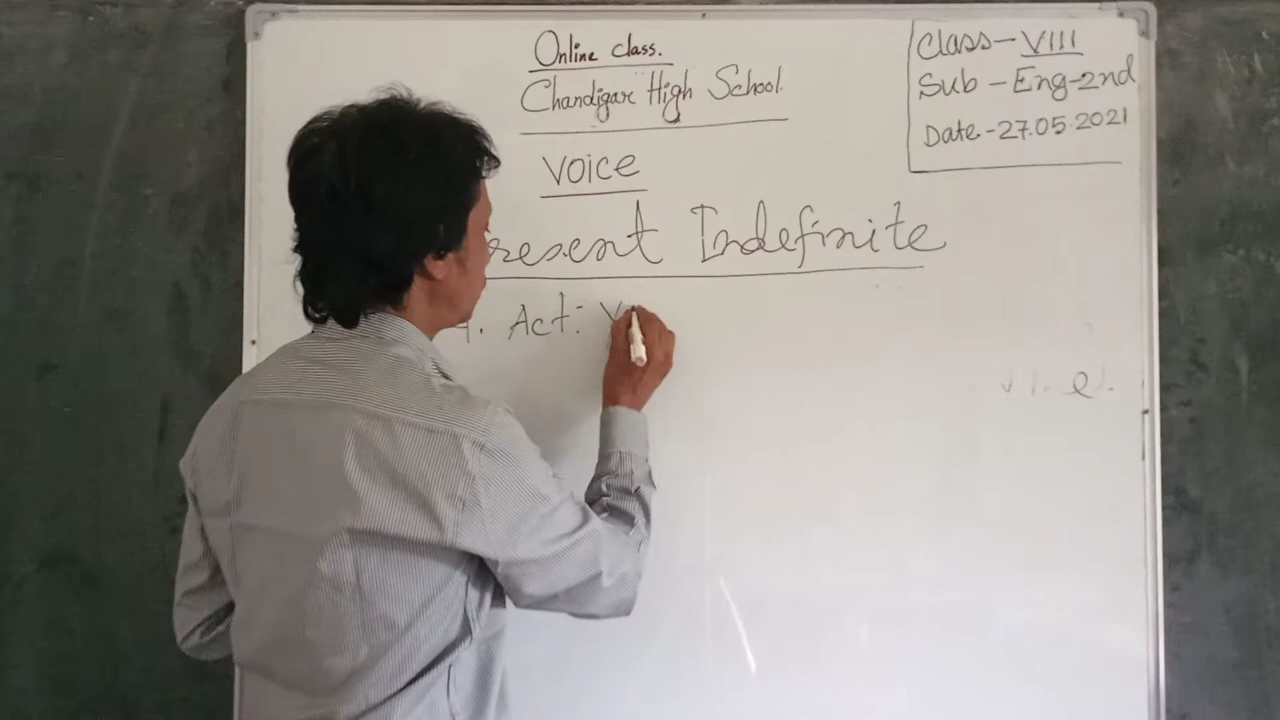 Online class.
Chandigar High School.
Class-VIII
Sub-Eng-2nd
Date-27.05.2021
VOICE
resent Indefinite
Act: